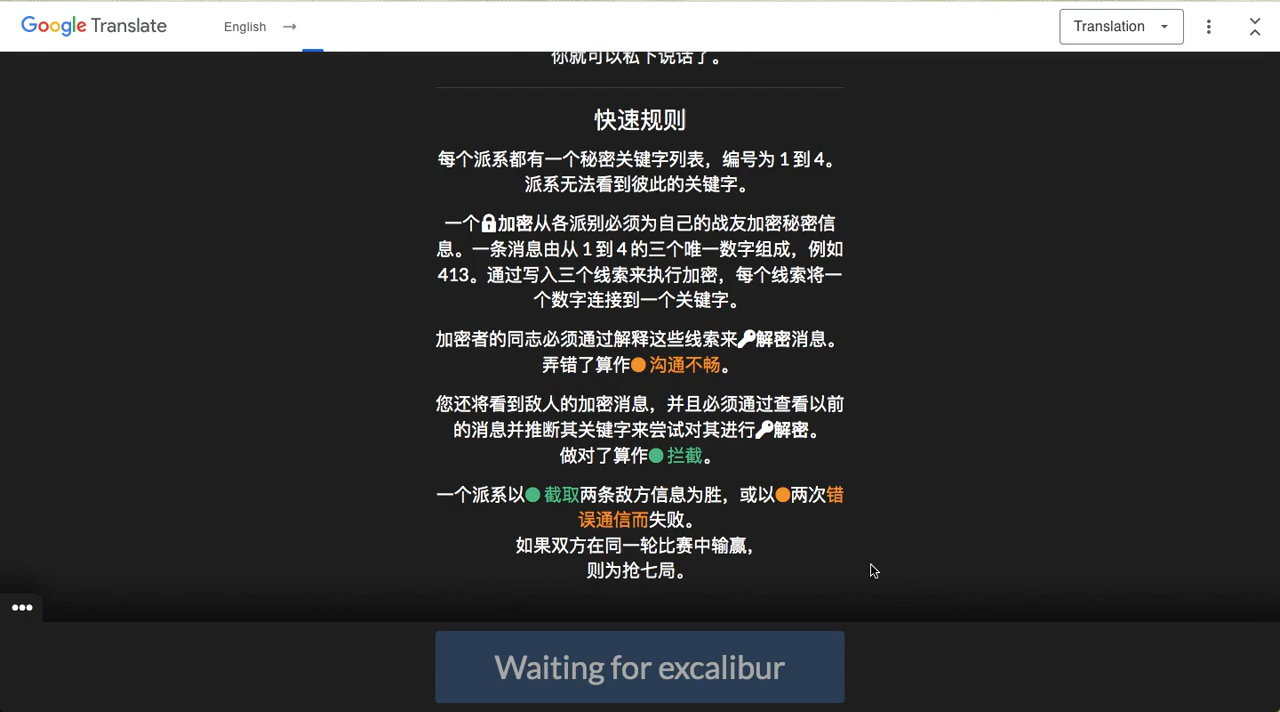 Google Translate
English →
Translation
你就可以私下说话了。
快速规则
每个派系都有一个秘密关键字列表，编号为 1 到 4。
派系无法看到彼此的关键字。
一个加密从各派别必须为自己的战友加密秘密信
息。一条消息由从 1 到 4 的三个唯一数字组成，例如
413。通过写入三个线索来执行加密，每个线索将一
个数字连接到一个关键字。
加密者的同志必须通过解释这些线索来解密消息。
弄错了算作沟通不畅。
您还将看到敌人的加密消息，并且必须通过查看以前
的消息并推断其关键字来尝试对其进行解密。
做对了算作拦截。
一个派系以截取两条敌方信息为胜，或以两次错
误通信而失败。
如果双方在同一轮比赛中输赢，
则为抢七局。
Waiting for excalibur